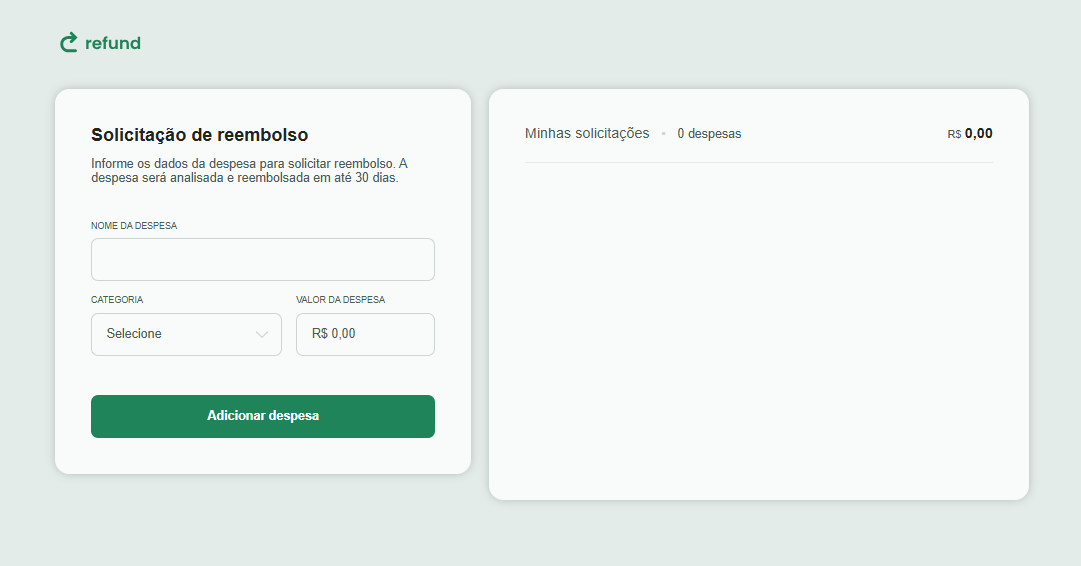 refund
Solicitação de reembolso
Informe os dados da despesa para solicitar reembolso. A
despesa será analisada e reembolsada em até 30 dias.
NOME DA DESPESA
CATEGORIA
VALOR DA DESPESA
Selecione
R$ 0,00
Adicionar despesa
Minhas solicitações • 0 despesas R$ 0,00